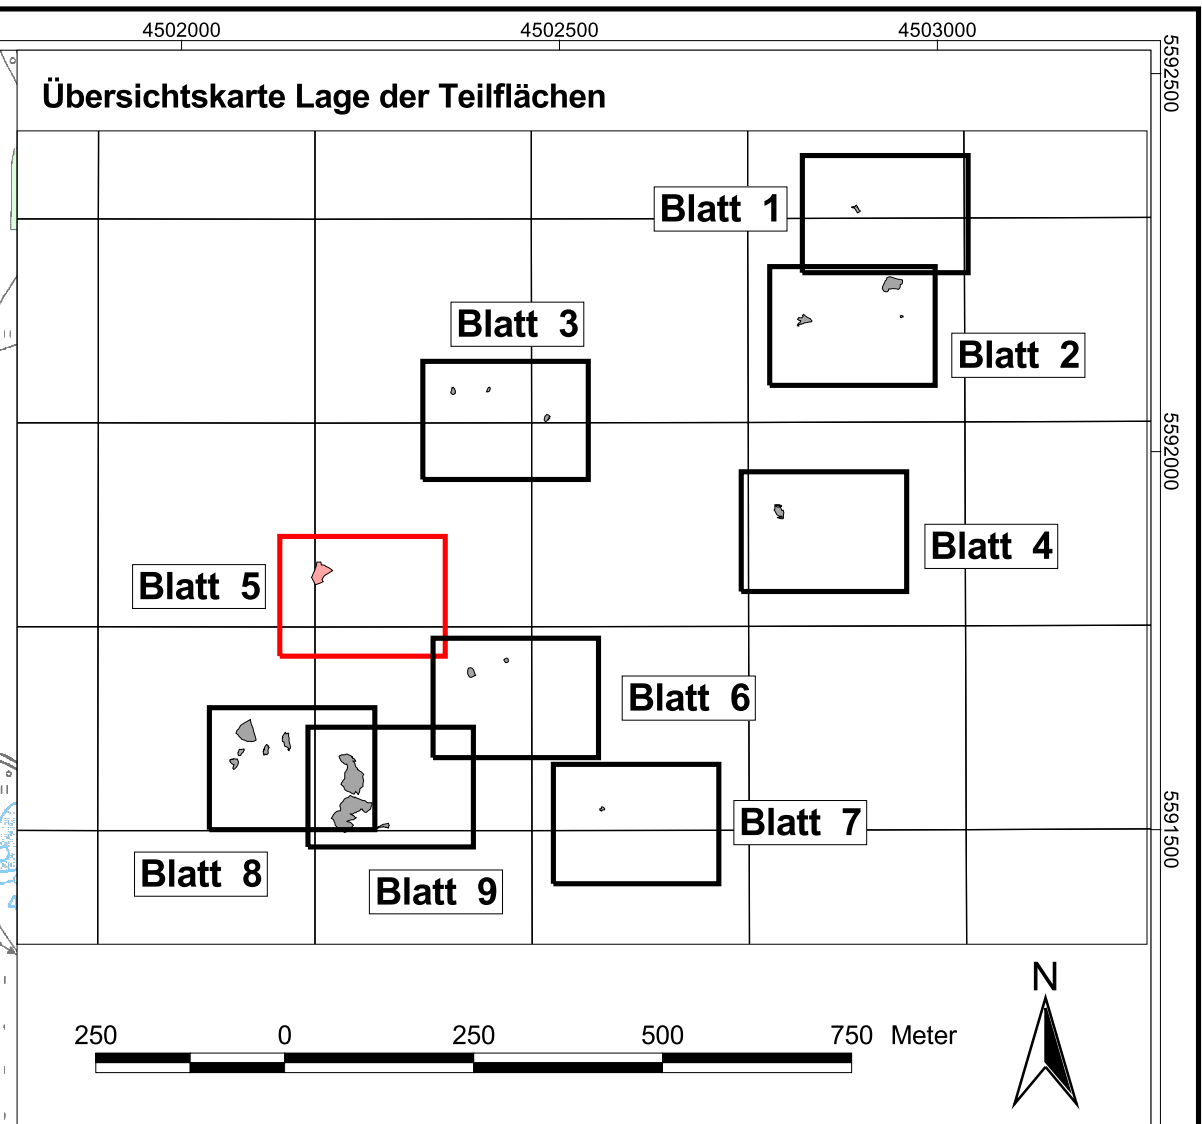 4502000 4502500 4503000
5592500
Übersichtskarte Lage der Teilflächen
Blatt 1
Blatt 3
Blatt 2
5592000
Blatt 4
Blatt 5
Blatt 6
5591500
Blatt 7
Blatt 8
Blatt 9
N
250 0 250 500 750 Meter